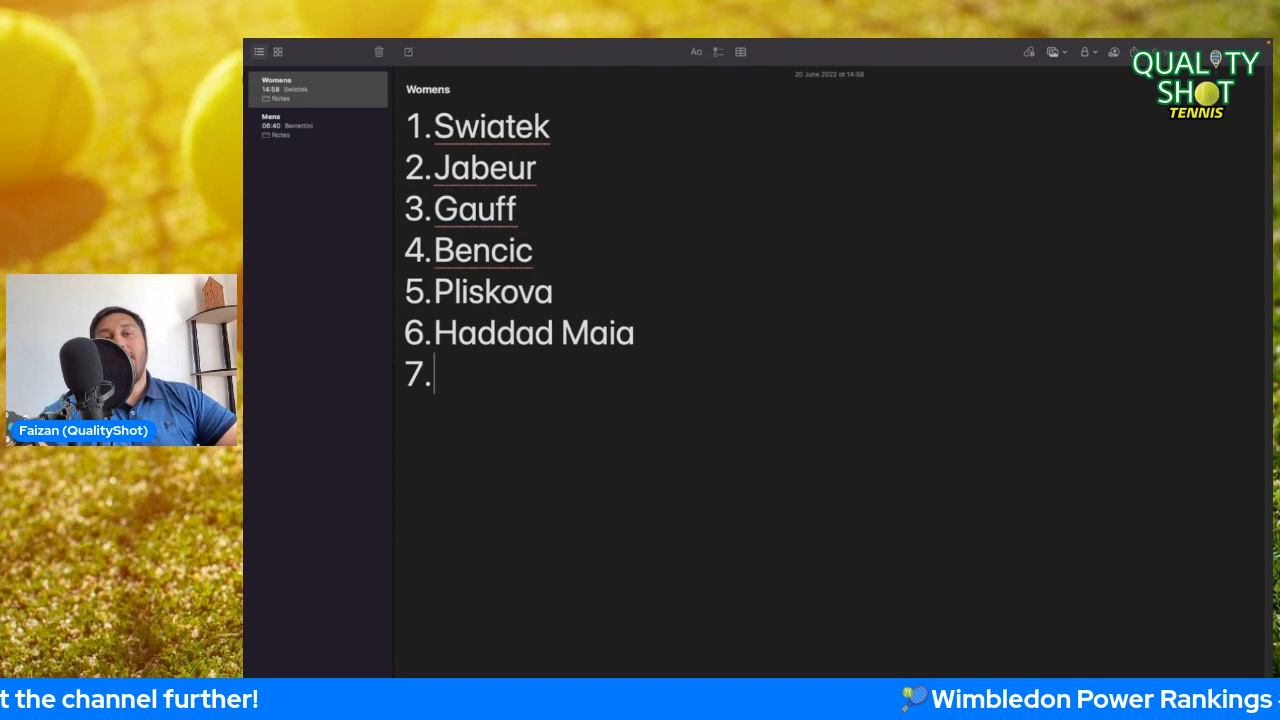 Womens
14:58 Swiatek
Notes
Mens
06:40 Berrettini
Notes
Aa
20 June 2022 at 14:58
Womens
1. Swiatek
2. Jabeur
3. Gauff
4. Bencic
5. Pliskova
6. Haddad Maia
7.
QUALITY
SHOT
TENNIS
Faizan (QualityShot)
t the channel further!
Wimbledon Power Rankings